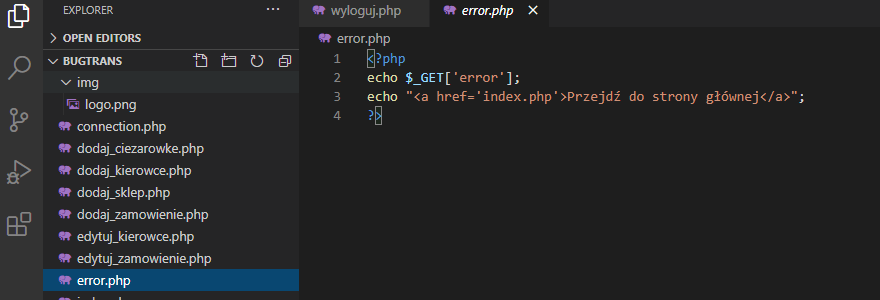 EXPLORER
OPEN EDITORS
BUGTRANS
img
logo.png
connection.php
dodaj_ciezarowke.php
dodaj_kierowce.php
dodaj_sklep.php
dodaj_zamowienie.php
edytuj_kierowce.php
edytuj_zamowienie.php
error.php
wyloguj.php error.php
error.php
1 <?php
2 echo $_GET['error'];
3 echo "<a href='index.php'>Przejdź do strony głównej</a>";
4 ?>